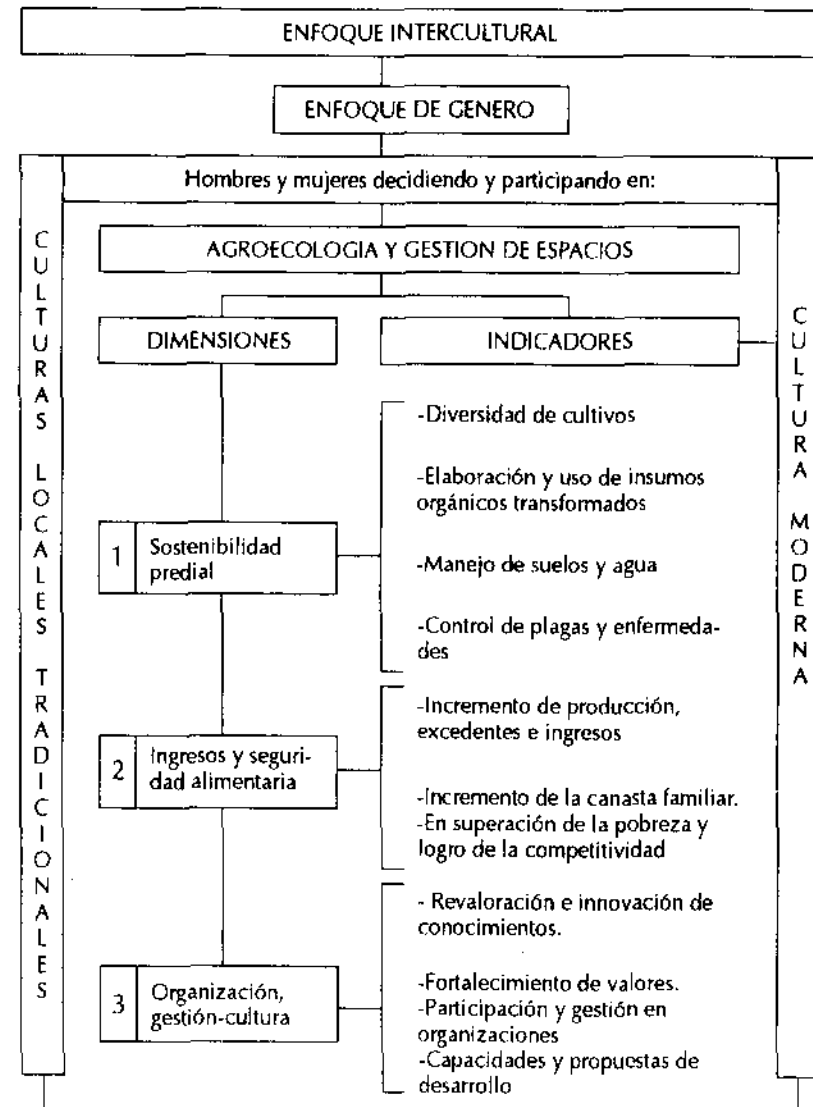 ENFOQUE INTERCULTURAL
ENFOQUE DE GENERO
Hombres y mujeres decidiendo y participando en:
CULTURAS LOCALES TRADICIONALES
AGROECOLOGIA Y GESTION DE ESPACIOS
CULTURA MODERNA
DIMENSIONES
INDICADORES
1
Sostenibilidad
predial
-Diversidad de cultivos
-Elaboración y uso de insumos
orgánicos transformados
-Manejo de suelos y agua
-Control de plagas y enfermeda-
des
2
Ingresos y seguri-
dad alimentaria
-Incremento de producción,
excedentes e ingresos
-Incremento de la canasta familiar.
-En superación de la pobreza y
logro de la competitividad
3
Organización,
gestión-cultura
- Revaloración e innovación de
conocimientos.
-Fortalecimiento de valores.
-Participación y gestión en
organizaciones
-Capacidades y propuestas de
desarrollo